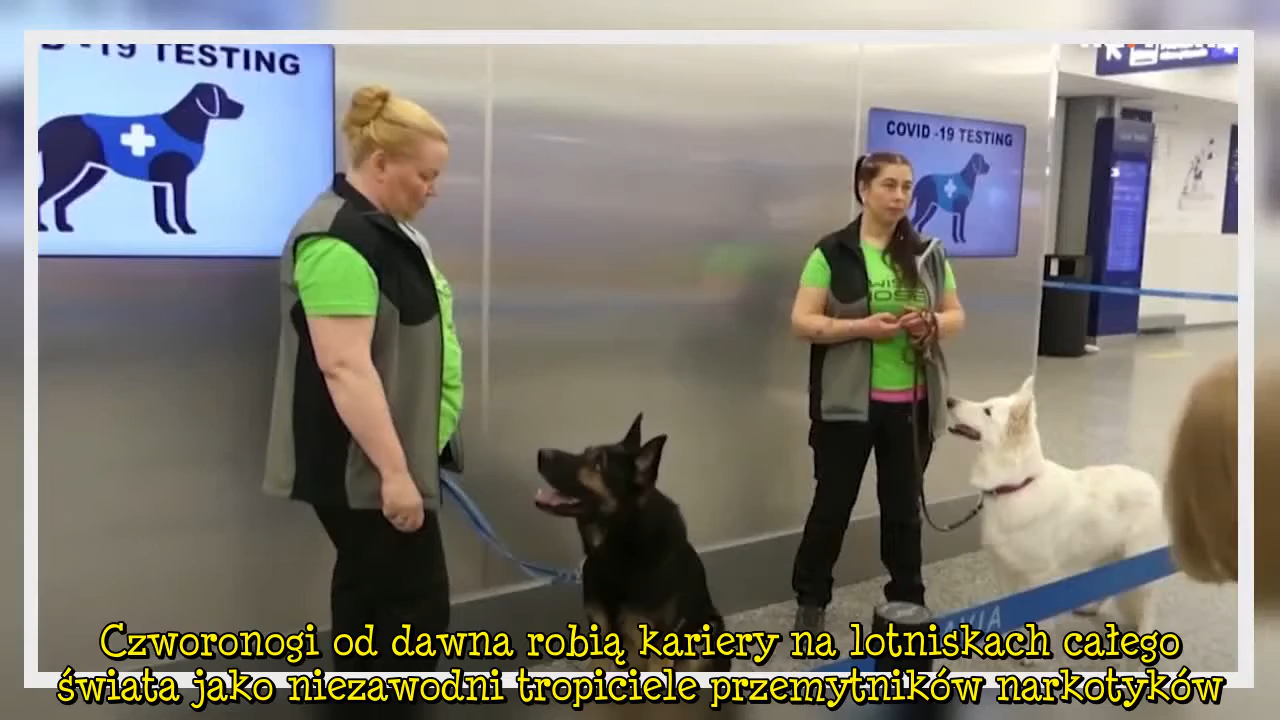 -19 TESTING
COVID -19 TESTING
Czworonogi od dawna robią kariery na lotniskach całego
świata jako niezawodni tropiciele przemytników narkotyków